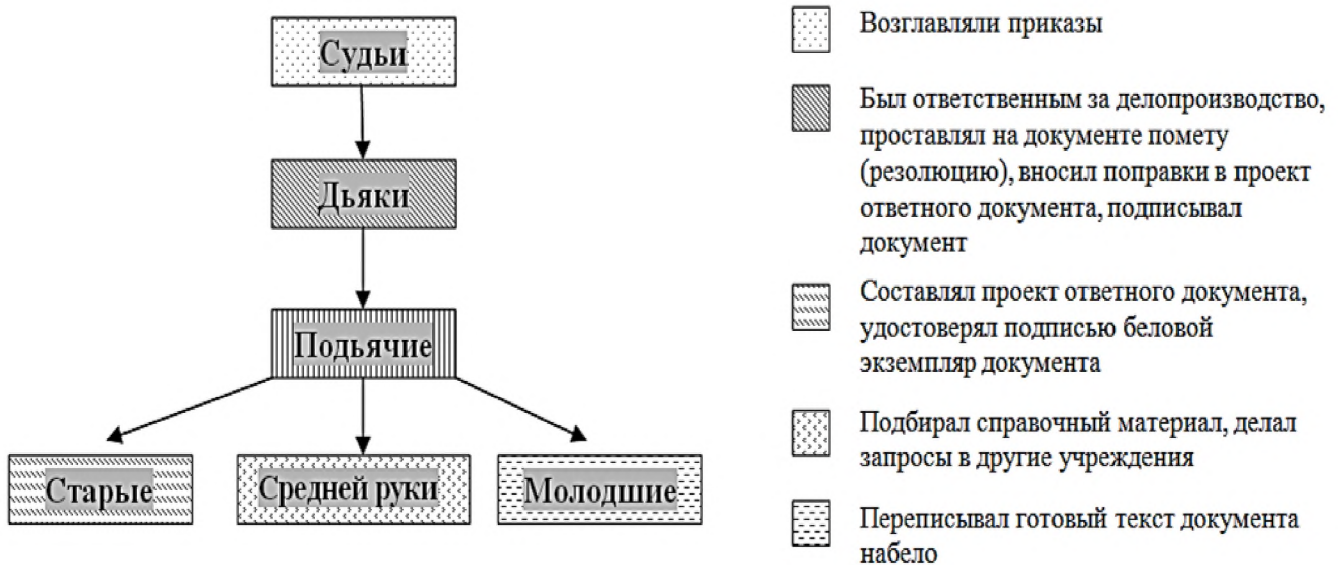 Судьи
Дьяки
Подьячие
Старые
Средней руки
Молодшие
Возглавляли приказы
Был ответственным за делопроизводство,
проставлял на документе помету
(резолюцию), вносил поправки в проект
ответного документа, подписывал
документ
Составлял проект ответного документа,
удостоверял подписью беловой
экземпляр документа
Подбирал справочный материал, делал
запросы в другие учреждения
Переписывал готовый текст документа
набело